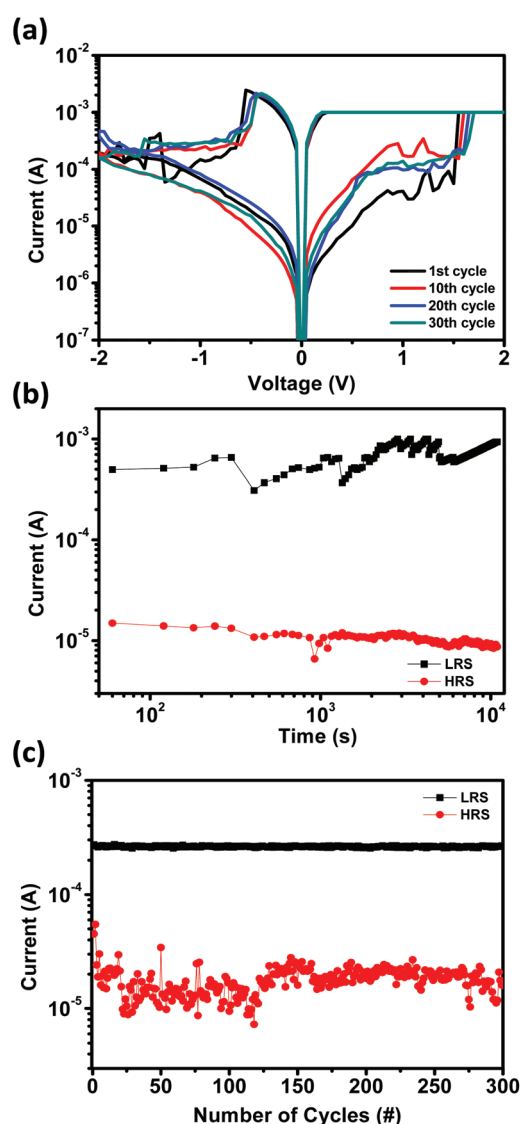 (a)
10^-2
10^-3
10^-4
10^-5
10^-6
10^-7
Current (A)
1st cycle
10th cycle
20th cycle
30th cycle
-2 -1 0 1 2
Voltage (V)
(b)
10^-3
10^-4
10^-5
Current (A)
LRS
HRS
10^2 10^3 10^4
Time (s)
(c)
10^-3
10^-4
10^-5
Current (A)
LRS
HRS
0 50 100 150 200 250 300
Number of Cycles (#)